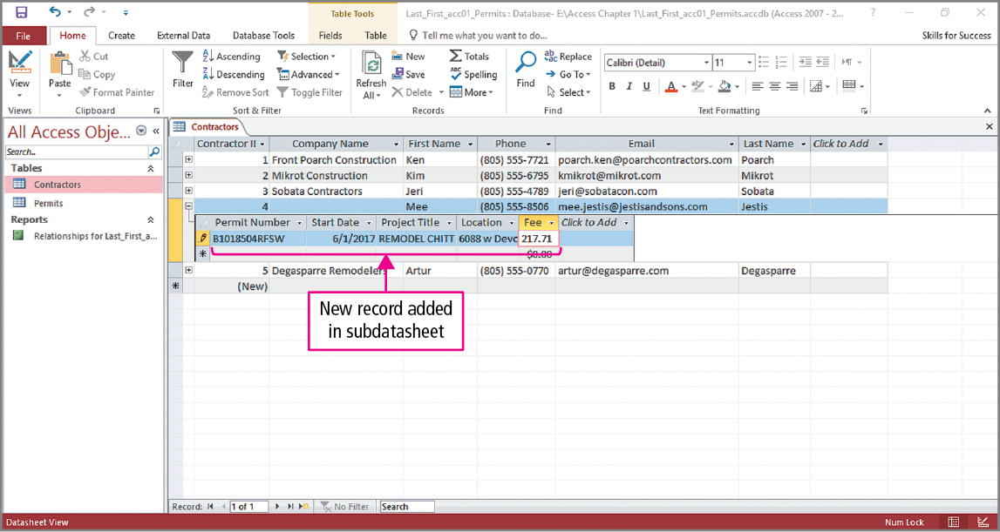 Table Tools
Last_First_acc01_Permits : Database- E:\Access Chapter 1\Last_First_acc01_Permits.accdb (Access 2007 - 2...
?
File Home Create External Data Database Tools Fields Table Tell me what you want to do... Skills for Success
View
Views
Paste
Cut
Copy
Format Painter
Clipboard
Filter
Ascending
Descending
Remove Sort
Selection
Advanced
Toggle Filter
Sort & Filter
Refresh
All
New
Save
Delete
Totals
Spelling
More
Records
Find
Replace
Go To
Select
Find
Calibri (Detail) 11
B I U A
Text Formatting
All Access Obje...
Search...
Tables
Contractors
Permits
Reports
Relationships for Last_First_a...
Contractors
Contractor II Company Name First Name Phone Email Last Name Click to Add
1 Front Poarch Construction Ken (805) 555-7721 poarch.ken@poarchcontractors.com Poarch
2 Mikrot Construction Kim (805) 555-6795 kmikrot@mikrot.com Mikrot
3 Sobata Contractors Jeri (805) 555-4789 jeri@sobatacon.com Sobata
4 Mee (805) 555-8506 mee.jestis@jestisandsons.com Jestis
Permit Number Start Date Project Title Location Fee Click to Add
B1018504RFSW 6/1/2017 REMODEL CHITT 6088 w Devc 217.71
$0.00
5 Degasparre Remodelers Artur (805) 555-0770 artur@degasparre.com Degasparre
(New)
New record added
in subdatasheet
Record: 1 of 1 No Filter Search
Datasheet View Num Lock